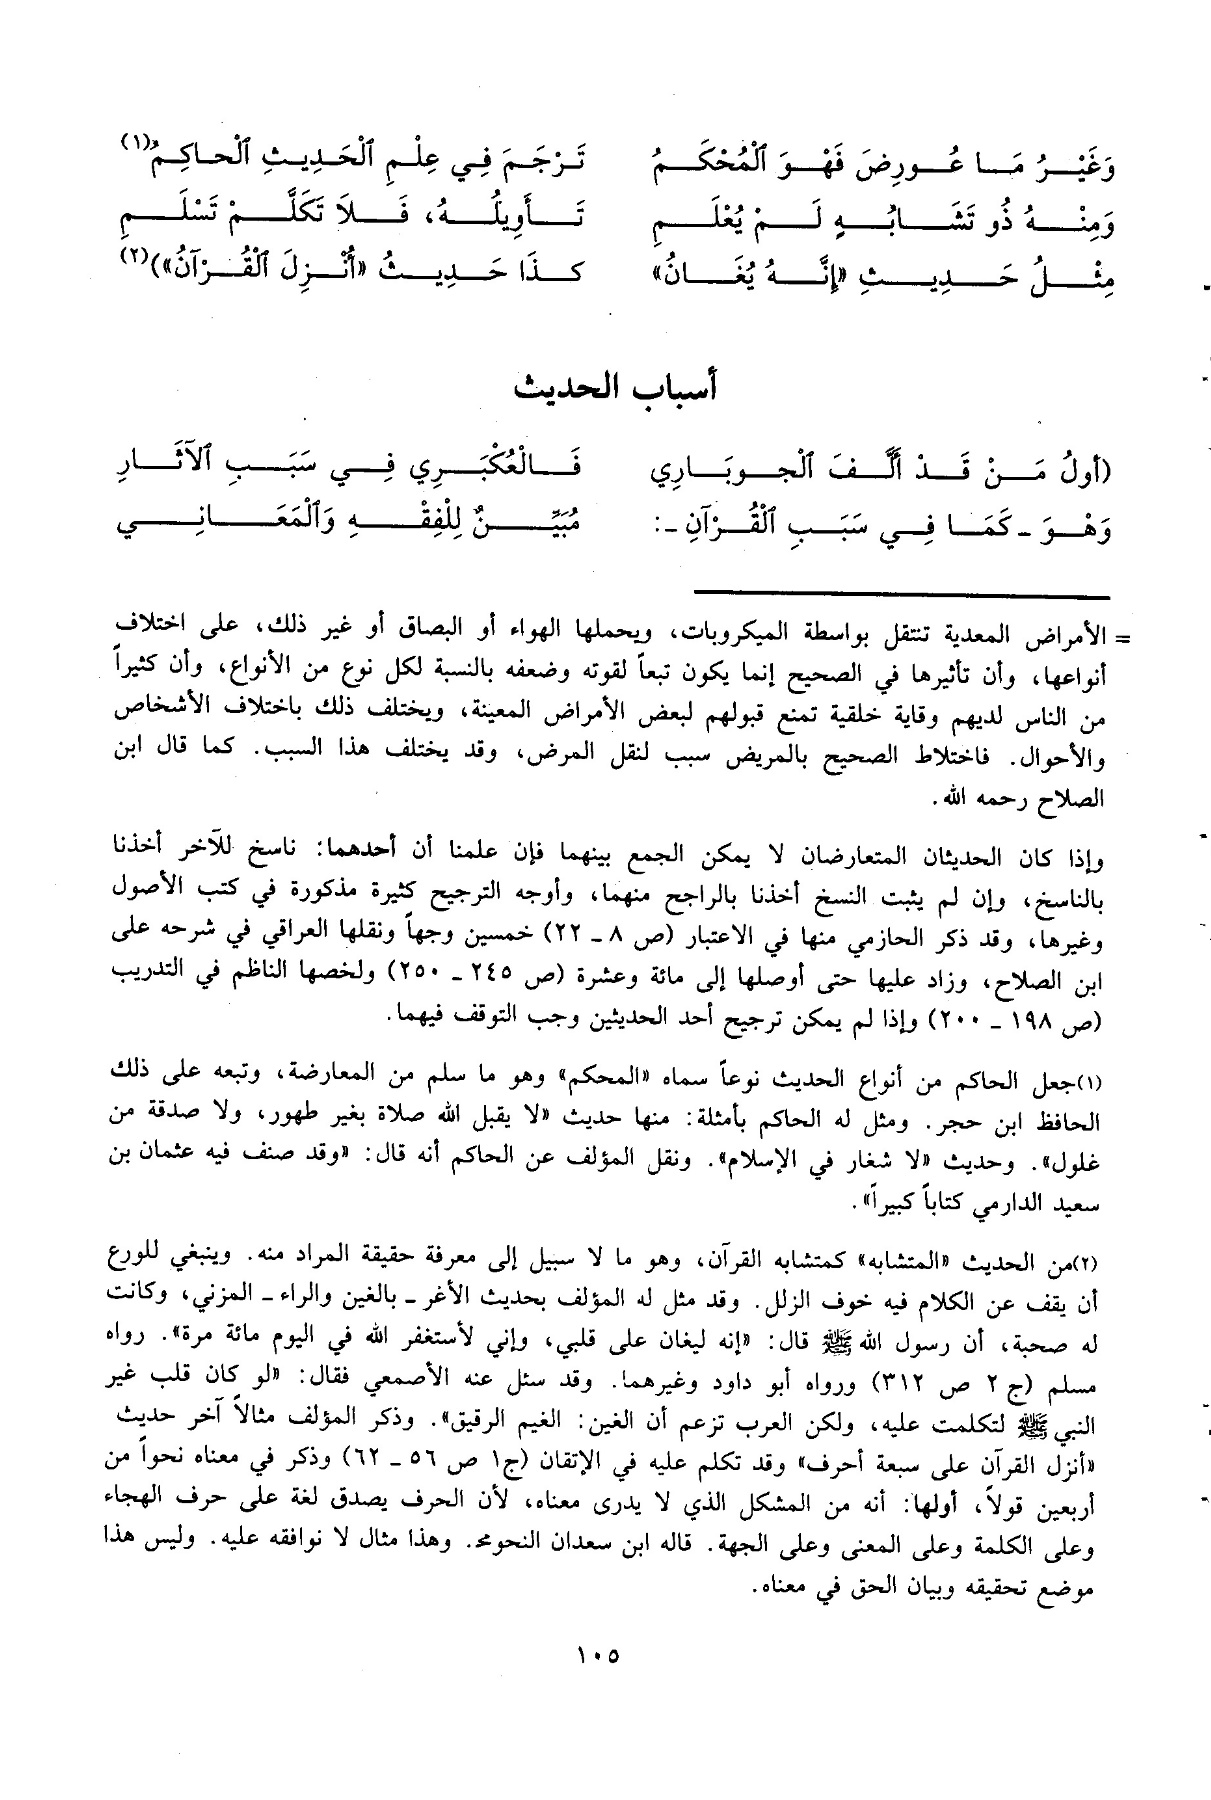 وَغَيْرُ مَا عُورِضَ فَهْوَ ٱلْمُحْكَمُ تَرْجَمَ فِي عِلْمِ ٱلْحَدِيثِ ٱلْحاكِمُ(١)
وَمِنْهُ ذُو تَشَابُهٍ لَمْ يُعْلَمِ تَأْوِيلُهُ، فَلاَ تَكَلَّمْ تَسْلَمِ
مِثْلُ حَدِيثِ «إِنَّهُ يُغَانُ» كذَا حَدِيثُ «أُنْزِلَ ٱلْقُرْآنُ»)(٢)
أسباب الحديث
(أولُ مَنْ قَدْ أَلَّفَ ٱلْجوبَارِي فَالْعُكْبَرِي فِي سَبَبِ ٱلآثَارِ
وَهْوَ - كَمَا فِي سَبَبِ ٱلْقُرْآنِ -: مُبَيِّنٌ لِلْفِقْهِ وَٱلْمَعَانِي
= الأمراض المعدية تنتقل بواسطة الميكروبات، ويحملها الهواء أو البصاق أو غير ذلك، على اختلاف
أنواعها، وأن تأثيرها في الصحيح إنما يكون تبعاً لقوته وضعفه بالنسبة لكل نوع من الأنواع، وأن كثيراً
من الناس لديهم وقاية خلقية تمنع قبولهم لبعض الأمراض المعينة، ويختلف ذلك باختلاف الأشخاص
والأحوال. فاختلاط الصحيح بالمريض سبب لنقل المرض، وقد يختلف هذا السبب. كما قال ابن
الصلاح رحمه الله.
وإذا كان الحديثان المتعارضان لا يمكن الجمع بينهما فإن علمنا أن أحدهما: ناسخ للآخر أخذنا
بالناسخ، وإن لم يثبت النسخ أخذنا بالراجح منهما، وأوجه الترجيح كثيرة مذكورة في كتب الأصول
وغيرها، وقد ذكر الحازمي منها في الاعتبار (ص ٨ - ٢٢) خمسين وجهاً ونقلها العراقي في شرحه على
ابن الصلاح، وزاد عليها حتى أوصلها إلى مائة وعشرة (ص ٢٤٥ - ٢٥٠) ولخصها الناظم في التدريب
(ص ١٩٨ - ٢٠٠) وإذا لم يمكن ترجيح أحد الحديثين وجب التوقف فيهما.
(١)جعل الحاكم من أنواع الحديث نوعاً سماه «المحكم» وهو ما سلم من المعارضة، وتبعه على ذلك
الحافظ ابن حجر. ومثل له الحاكم بأمثلة: منها حديث «لا يقبل الله صلاة بغير طهور، ولا صدقة من
غلول». وحديث «لا شغار في الإسلام». ونقل المؤلف عن الحاكم أنه قال: «وقد صنف فيه عثمان بن
سعيد الدارمي كتاباً كبيراً».
(٢)من الحديث «المتشابه» كمتشابه القرآن، وهو ما لا سبيل إلى معرفة حقيقة المراد منه. وينبغي للورع
أن يقف عن الكلام فيه خوف الزلل. وقد مثل له المؤلف بحديث الأغر - بالغين والراء - المزني، وكانت
له صحبة، أن رسول الله ﷺ قال: «إنه ليغان على قلبي، وإني لأستغفر الله في اليوم مائة مرة». رواه
مسلم (ج ٢ ص ٣١٢) ورواه أبو داود وغيرهما. وقد سئل عنه الأصمعي فقال: «لو كان قلب غير
النبي ﷺ لتكلمت عليه، ولكن العرب تزعم أن الغين: الغيم الرقيق». وذكر المؤلف مثالاً آخر حديث
«أنزل القرآن على سبعة أحرف» وقد تكلم عليه في الإتقان (ج١ ص ٥٦ - ٦٢) وذكر في معناه نحواً من
أربعين قولاً، أولها: أنه من المشكل الذي لا يدرى معناه، لأن الحرف يصدق لغة على حرف الهجاء
وعلى الكلمة وعلى المعنى وعلى الجهة. قاله ابن سعدان النحوي. وهذا مثال لا نوافقه عليه. وليس هذا
موضع تحقيقه وبيان الحق في معناه.
١٠٥